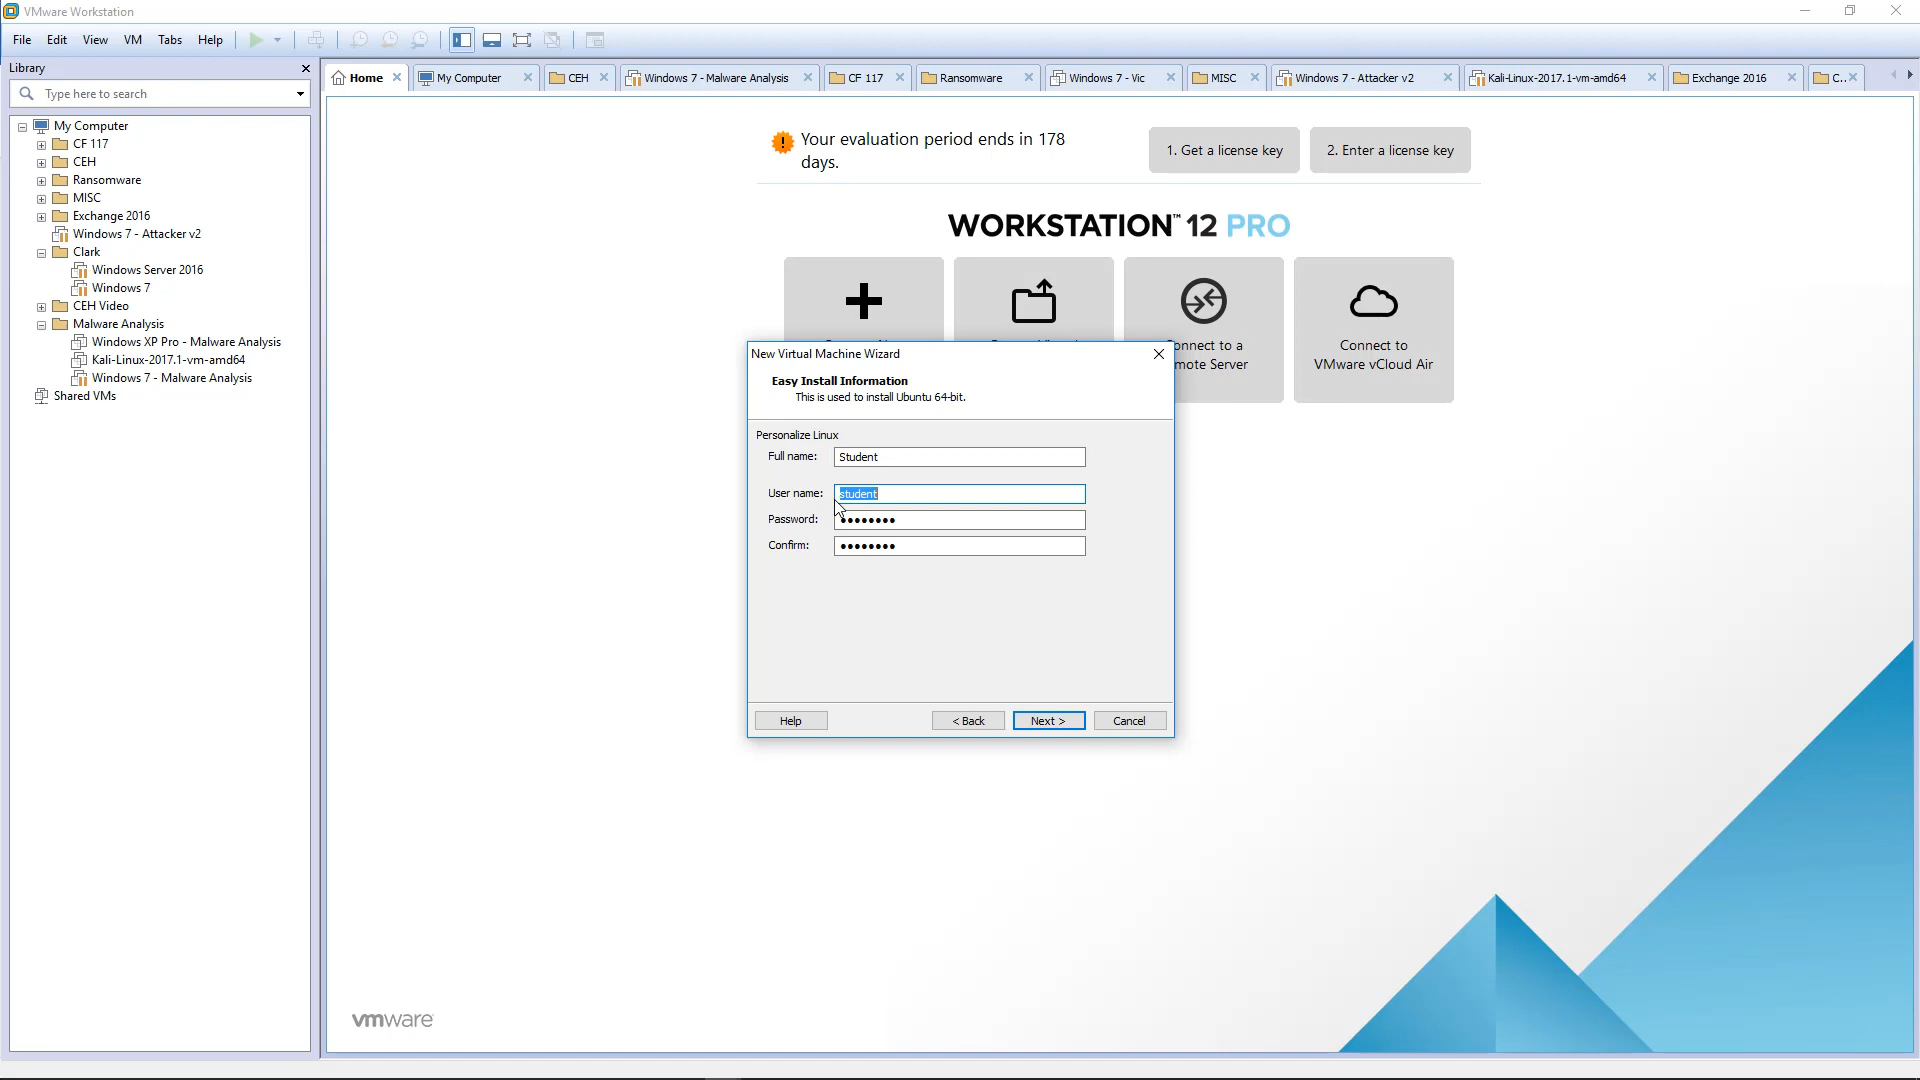 VMware Workstation
File Edit View VM Tabs Help
Library
Type here to search
My Computer
CF 117
CEH
Ransomware
MISC
Exchange 2016
Windows 7 - Attacker v2
Clark
Windows Server 2016
Windows 7
CEH Video
Malware Analysis
Windows XP Pro - Malware Analysis
Kali-Linux-2017.1-vm-amd64
Windows 7 - Malware Analysis
Shared VMs
Home My Computer CEH Windows 7 - Malware Analysis CF 117 Ransomware Windows 7 - Vic MISC Windows 7 - Attacker v2 Kali-Linux-2017.1-vm-amd64 Exchange 2016 C..
Your evaluation period ends in 178
days.
1. Get a license key
2. Enter a license key
WORKSTATION™ 12 PRO
onnect to a
mote Server
Connect to
VMware vCloud Air
New Virtual Machine Wizard
Easy Install Information
This is used to install Ubuntu 64-bit.
Personalize Linux
Full name: Student
User name: student
Password: ••••••••
Confirm: ••••••••
Help < Back Next > Cancel
vmware